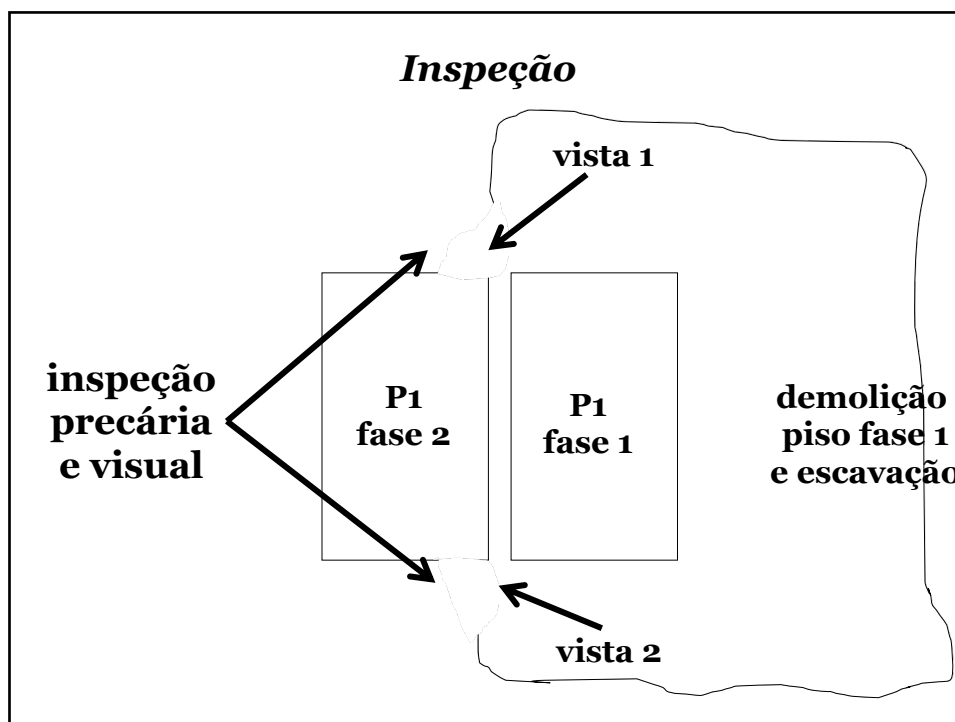 Inspeção
vista 1
inspeção
precária
e visual
P1
fase 2
P1
fase 1
demolição
piso fase 1
e escavação
vista 2